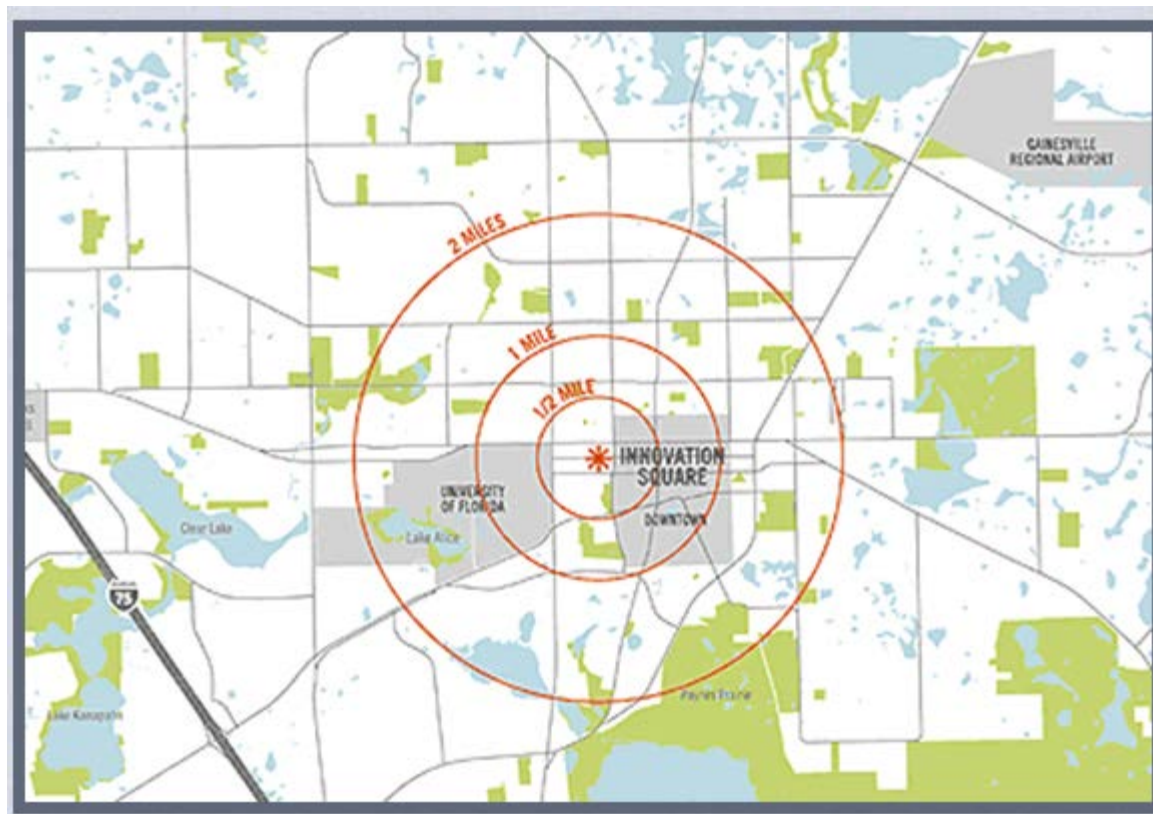 GAINESVILLE
REGIONAL AIRPORT
2 MILES
1 MILE
1/2 MILE
INNOVATION
SQUARE
UNIVERSITY
OF FLORIDA
DOWNTOWN
Clear Lake
Lake Alice
75
Paynes Prairie
Lake Kanapaha